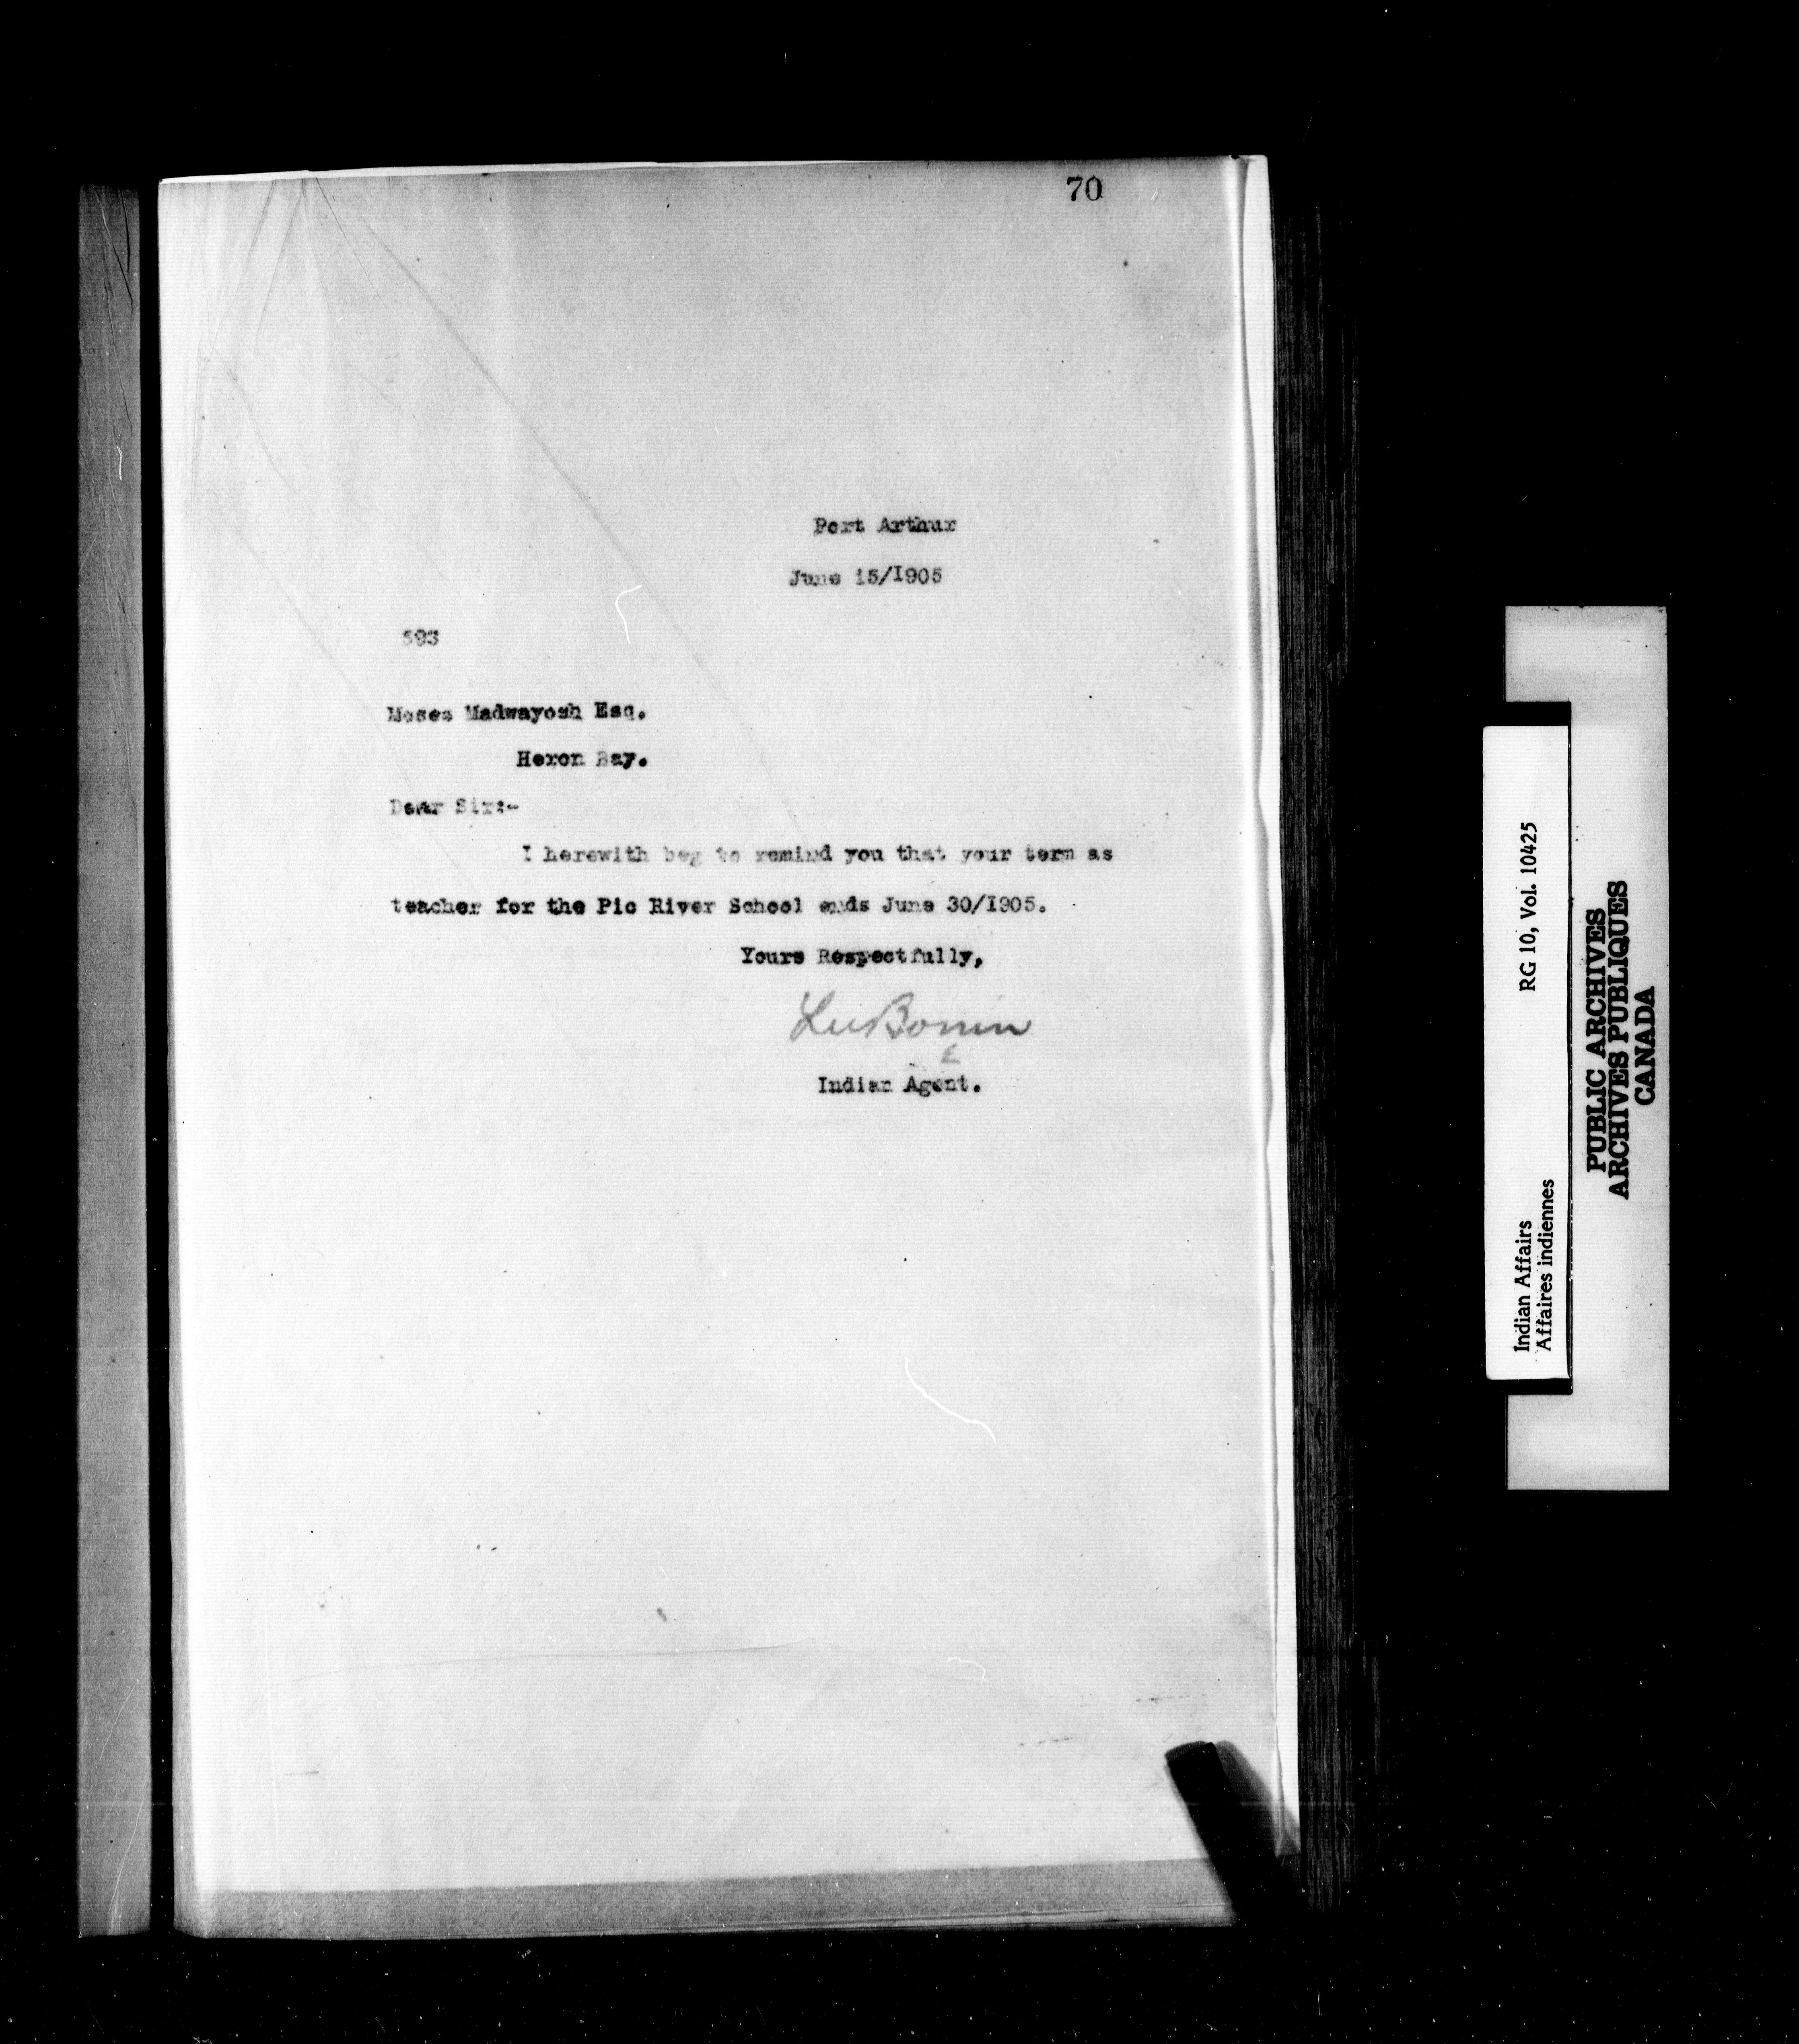 70
Port Arthur
June 15/I905
593
Moses Madwayosh Esq.
Heron Bay.
Dear Sir:-
I herewith beg to remind you that your term as
teacher for the Pic River School ends June 30/I905.
Yours Respectfully,
Indian Agent.
Indian Affairs RG 10, Vol. 10425
Affaires indiennes
PUBLIC ARCHIVES
ARCHIVES PUBLIQUES
CANADA